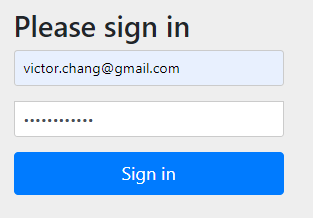 Please sign in
victor.chang@gmail.com
••••••••••••
Sign in